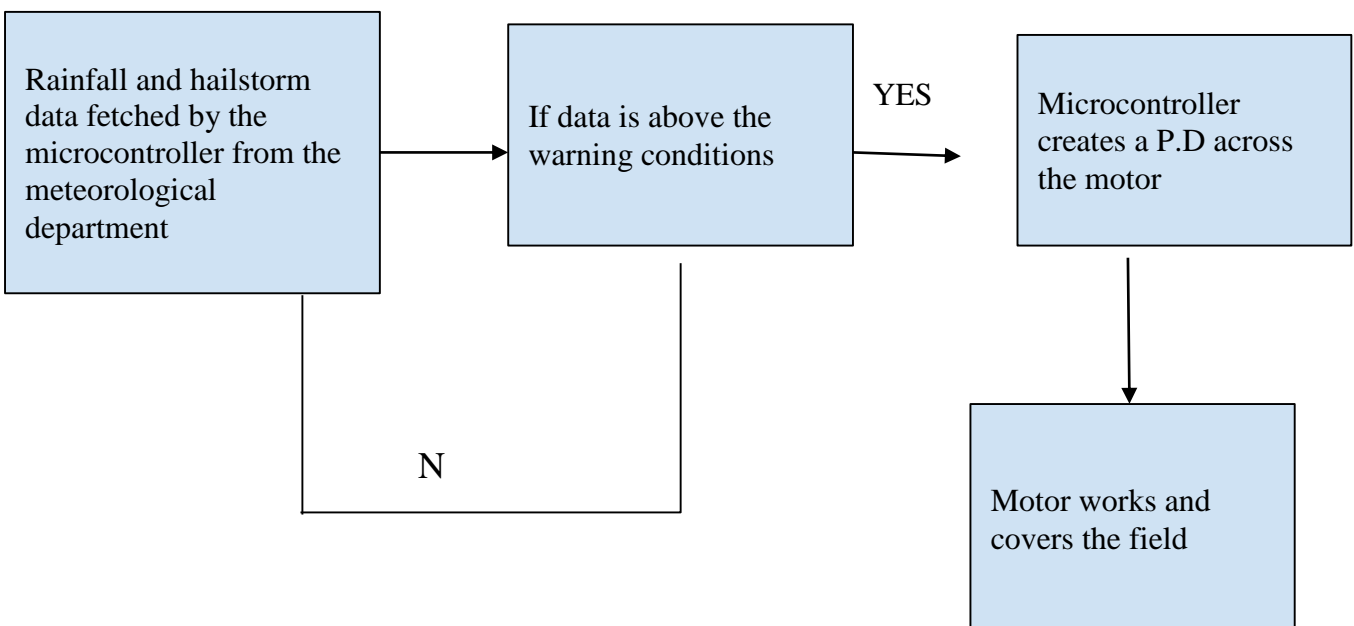 Rainfall and hailstorm
data fetched by the
microcontroller from the
meteorological
department
If data is above the
warning conditions
YES
Microcontroller
creates a P.D across
the motor
N
Motor works and
covers the field